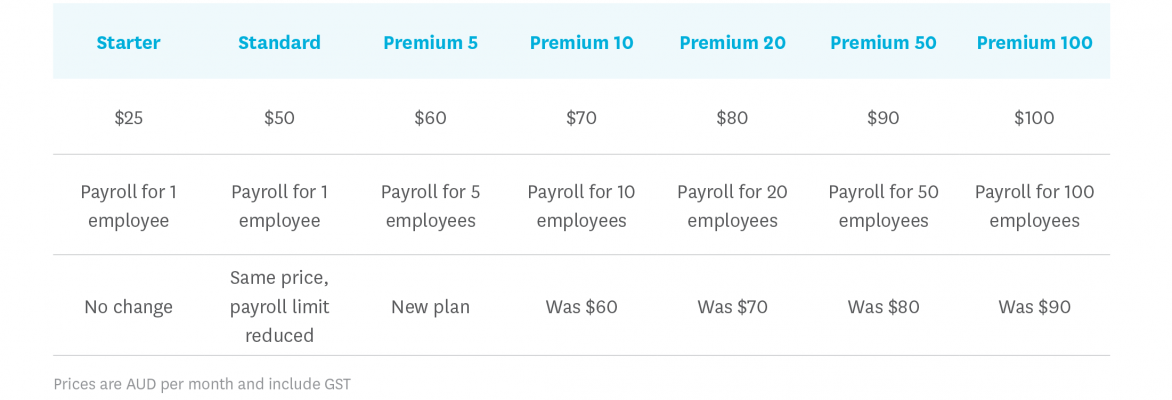 Starter Standard Premium 5 Premium 10 Premium 20 Premium 50 Premium 100
$25 $50 $60 $70 $80 $90 $100
Payroll for 1 Payroll for 1 Payroll for 5 Payroll for 10 Payroll for 20 Payroll for 50 Payroll for 100
employee employee employees employees employees employees employees
Same price,
No change payroll limit New plan Was $60 Was $70 Was $80 Was $90
reduced
Prices are AUD per month and include GST